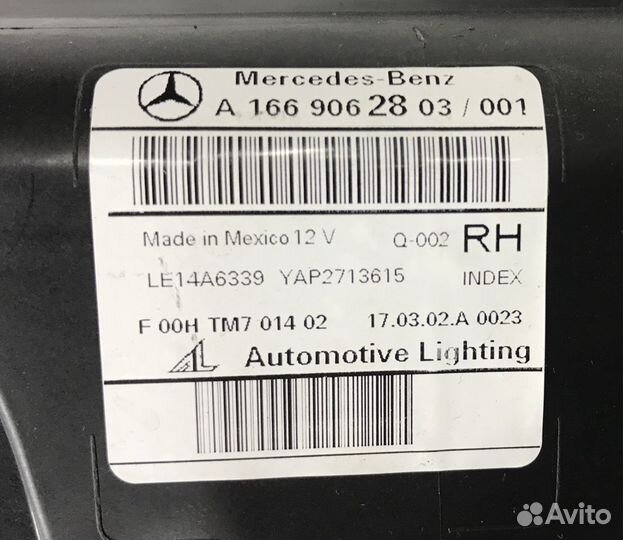 Mercedes-Benz
A 166 906 28 03 / 001
Made in Mexico 12 V Q-002 RH
LE14A6339 YAP2713615 INDEX
F 00H TM7 014 02 17.03.02.A 0023
AL Automotive Lighting
Avito